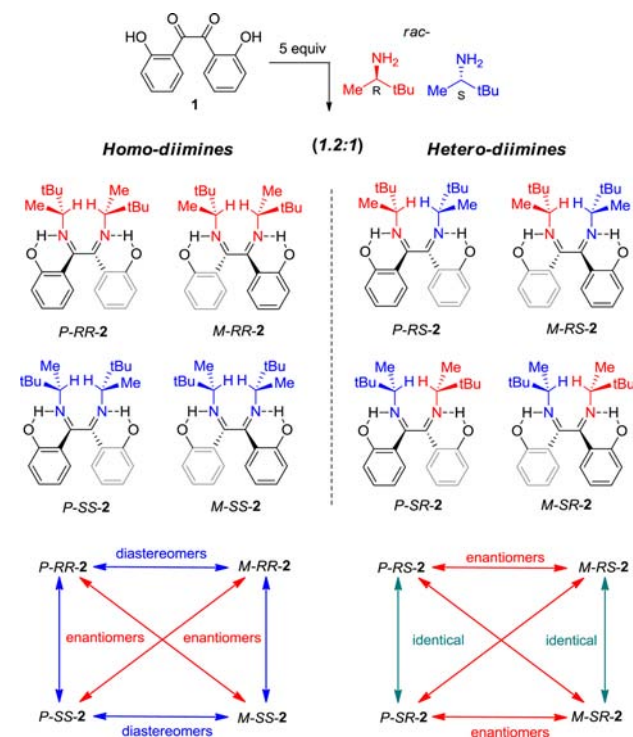 O O
HO OH
1
5 equiv
rac-
NH2 NH2
Me R tBu Me S tBu
Homo-diimines (1.2:1) Hetero-diimines
tBu Me tBu Me tBu tBu
Me H H tBu Me H H tBu Me H H Me Me H H Me
H N N H H N N H H N N H H N N H
O O O O O O O O
P-RR-2 M-RR-2 P-RS-2 M-RS-2
Me tBu Me tBu Me Me Me Me
tBu H H Me tBu H H Me tBu H H tBu tBu H H tBu
H N N H H N N H H N N H H N N H
O O O O O O O O
P-SS-2 M-SS-2 P-SR-2 M-SR-2
diastereomers enantiomers
P-RR-2 M-RR-2 P-RS-2 M-RS-2
enantiomers enantiomers identical identical
P-SS-2 M-SS-2 P-SR-2 M-SR-2
diastereomers enantiomers